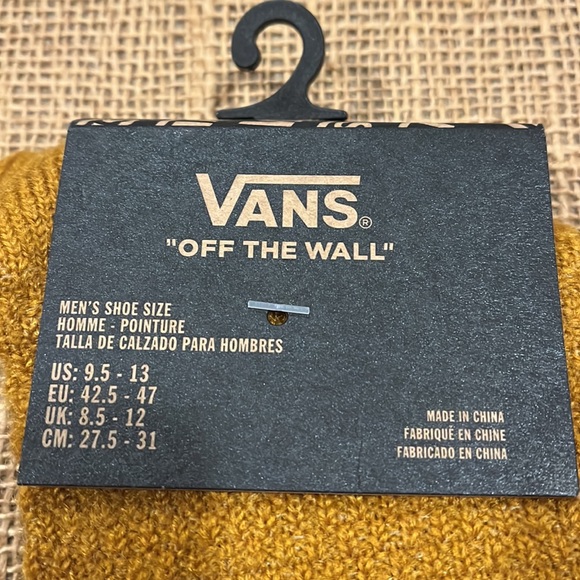 VANS®
"OFF THE WALL"
MEN'S SHOE SIZE
HOMME - POINTURE
TALLA DE CALZADO PARA HOMBRES
US: 9.5 - 13
EU: 42.5 - 47
UK: 8.5 - 12
CM: 27.5 - 31
MADE IN CHINA
FABRIQUÉ EN CHINE
FABRICADO EN CHINA